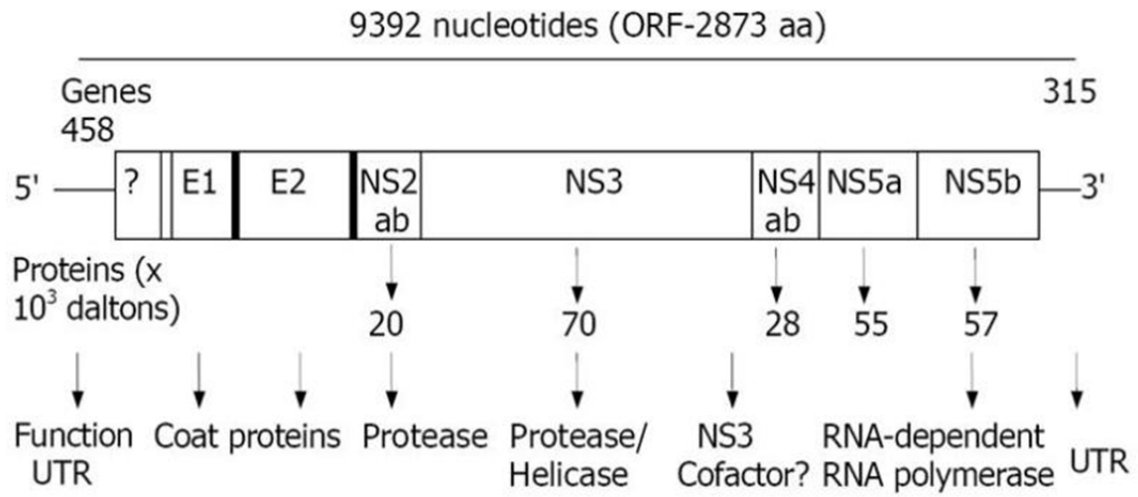 9392 nucleotides (ORF-2873 aa)
Genes 315
458
5' ? E1 E2 NS2 NS3 NS4 NS5a NS5b 3'
ab ab
Proteins (x
10³ daltons)
20 70 28 55 57
Function Coat proteins Protease Protease/ NS3 RNA-dependent
UTR Helicase Cofactor? RNA polymerase UTR